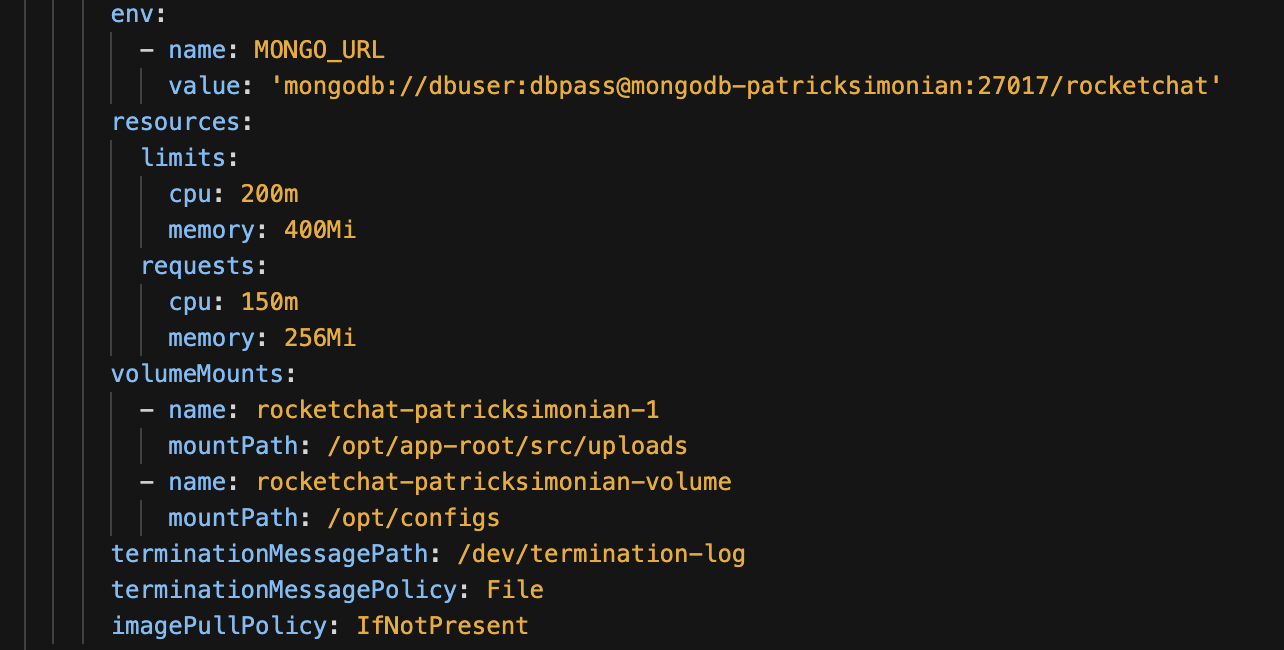 env:
- name: MONGO_URL
value: 'mongodb://dbuser:dbpass@mongodb-patricksimonian:27017/rocketchat'
resources:
limits:
cpu: 200m
memory: 400Mi
requests:
cpu: 150m
memory: 256Mi
volumeMounts:
- name: rocketchat-patricksimonian-1
mountPath: /opt/app-root/src/uploads
- name: rocketchat-patricksimonian-volume
mountPath: /opt/configs
terminationMessagePath: /dev/termination-log
terminationMessagePolicy: File
imagePullPolicy: IfNotPresent